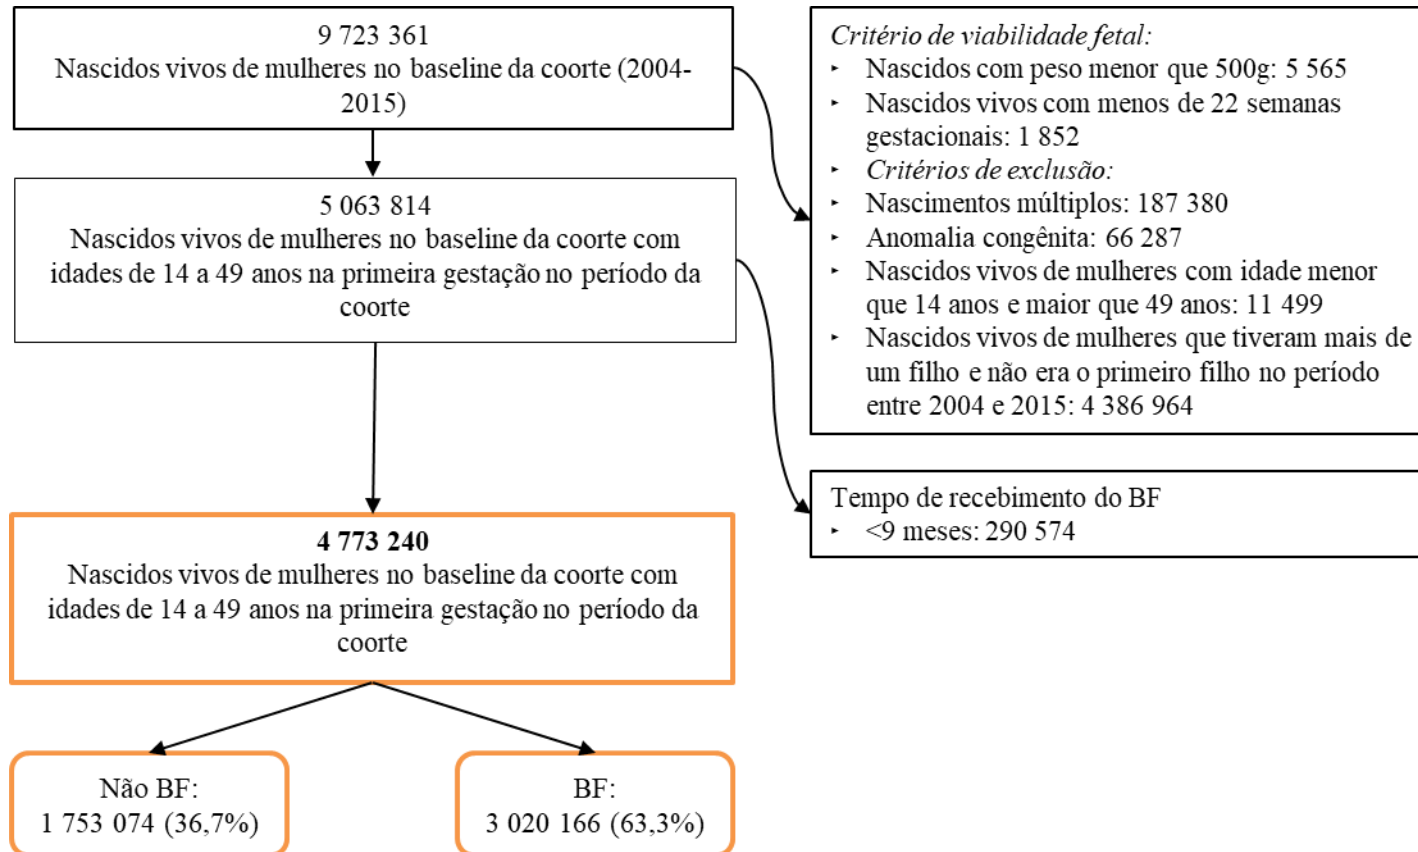 9 723 361
Nascidos vivos de mulheres no baseline da coorte (2004-
2015)
Critério de viabilidade fetal:
‣ Nascidos com peso menor que 500g: 5 565
‣ Nascidos vivos com menos de 22 semanas
gestacionais: 1 852
‣ Critérios de exclusão:
‣ Nascimentos múltiplos: 187 380
‣ Anomalia congênita: 66 287
‣ Nascidos vivos de mulheres com idade menor
que 14 anos e maior que 49 anos: 11 499
‣ Nascidos vivos de mulheres que tiveram mais de
um filho e não era o primeiro filho no período
entre 2004 e 2015: 4 386 964
5 063 814
Nascidos vivos de mulheres no baseline da coorte com
idades de 14 a 49 anos na primeira gestação no período da
coorte
Tempo de recebimento do BF
‣ <9 meses: 290 574
4 773 240
Nascidos vivos de mulheres no baseline da coorte com
idades de 14 a 49 anos na primeira gestação no período da
coorte
Não BF:
1 753 074 (36,7%)
BF:
3 020 166 (63,3%)